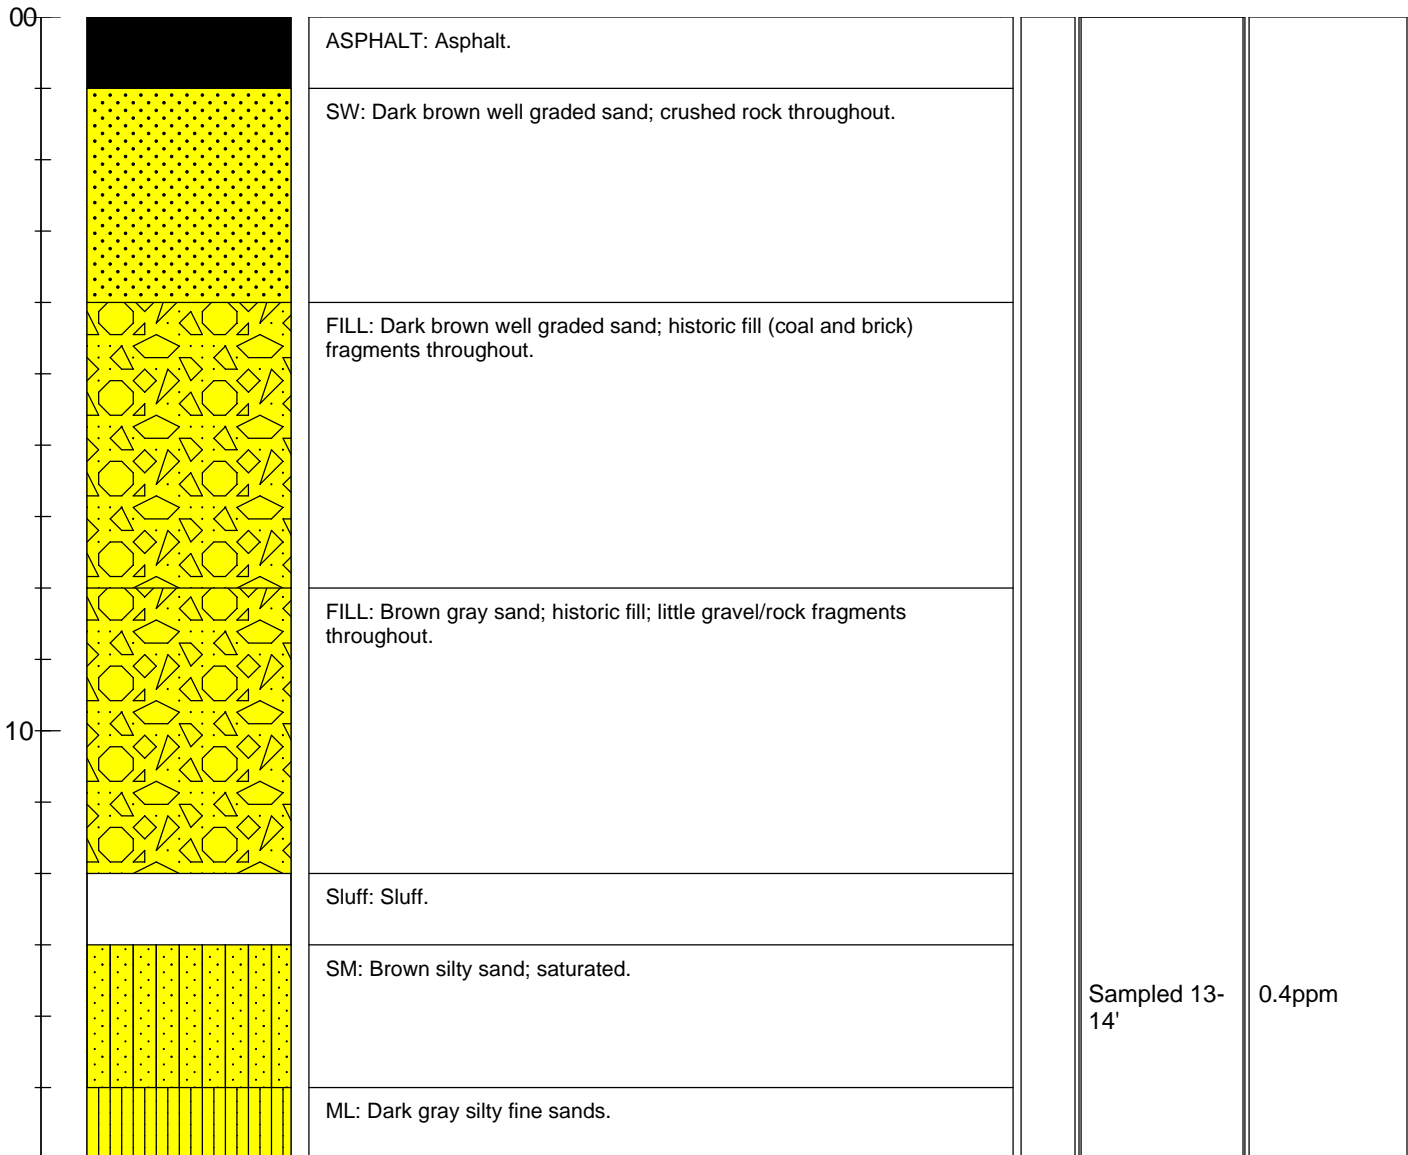 00
ASPHALT: Asphalt.
SW: Dark brown well graded sand; crushed rock throughout.
FILL: Dark brown well graded sand; historic fill (coal and brick)
fragments throughout.
FILL: Brown gray sand; historic fill; little gravel/rock fragments
throughout.
10
Sluff: Sluff.
SM: Brown silty sand; saturated.
Sampled 13-
14'
0.4ppm
ML: Dark gray silty fine sands.